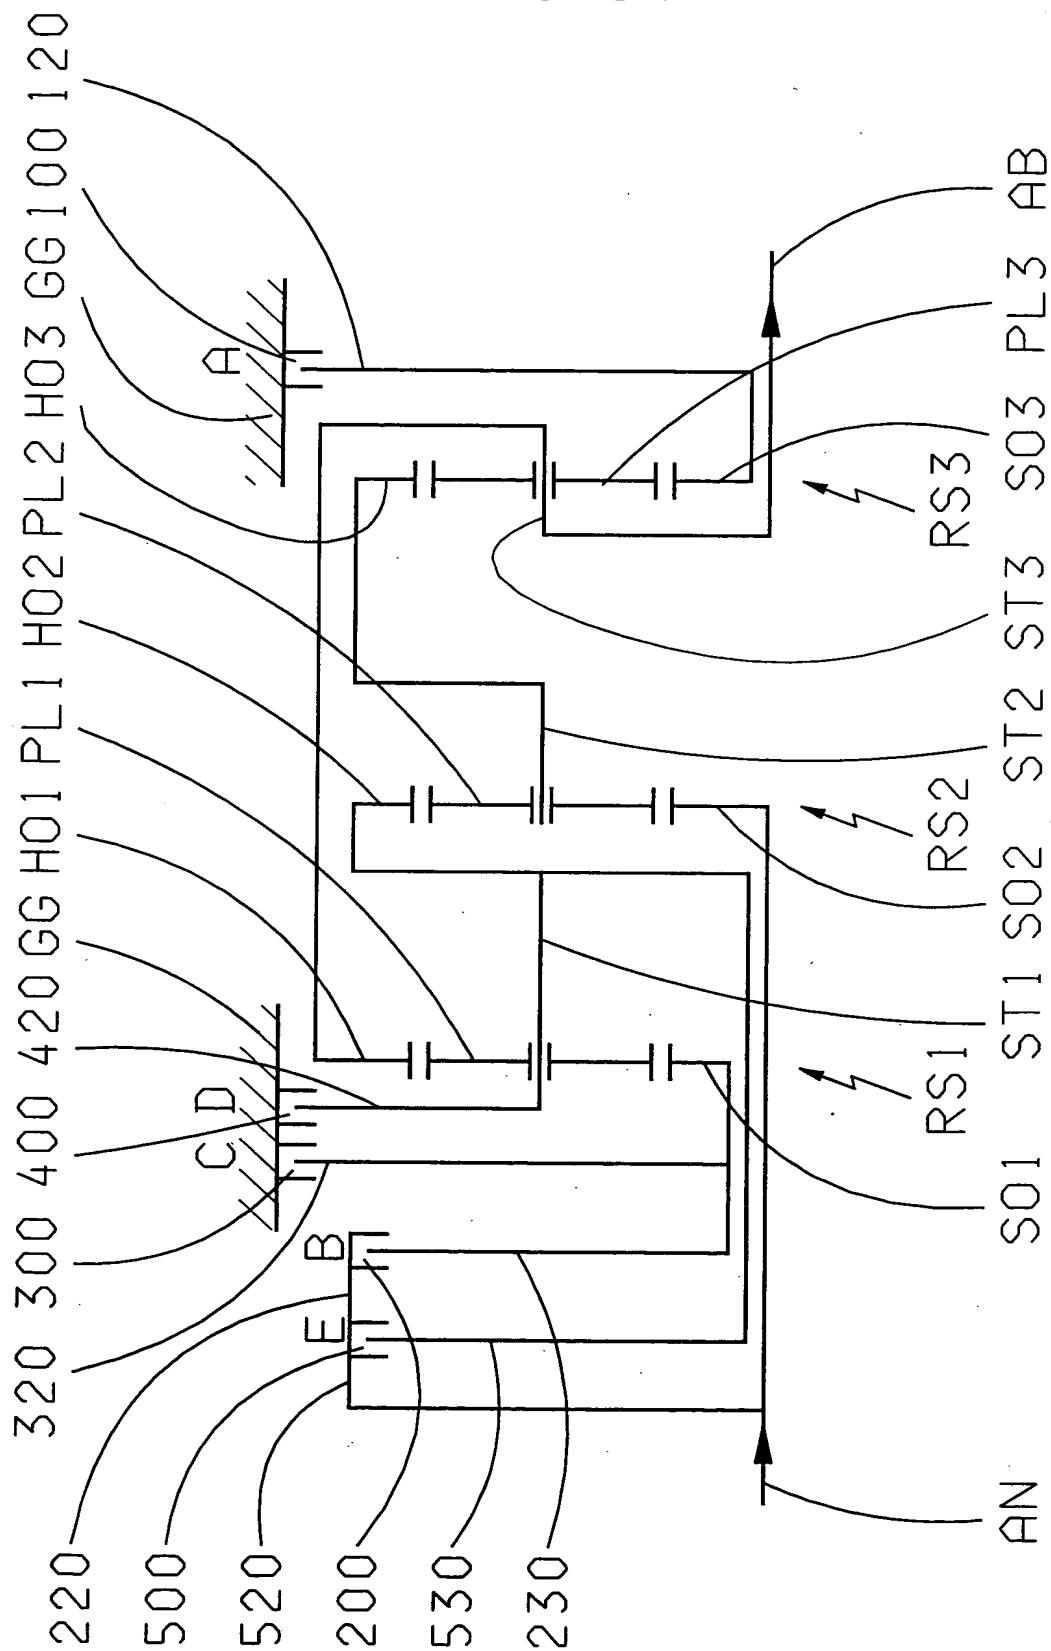 320 300 400 420 GG HO1 PL1 HO2 PL2 HO3 GG 100 120
C D
A
E B
220
500
520
200
530
230
RS1 RS2 RS3
AN SO1 ST1 SO2 ST2 ST3 SO3 PL3 AB